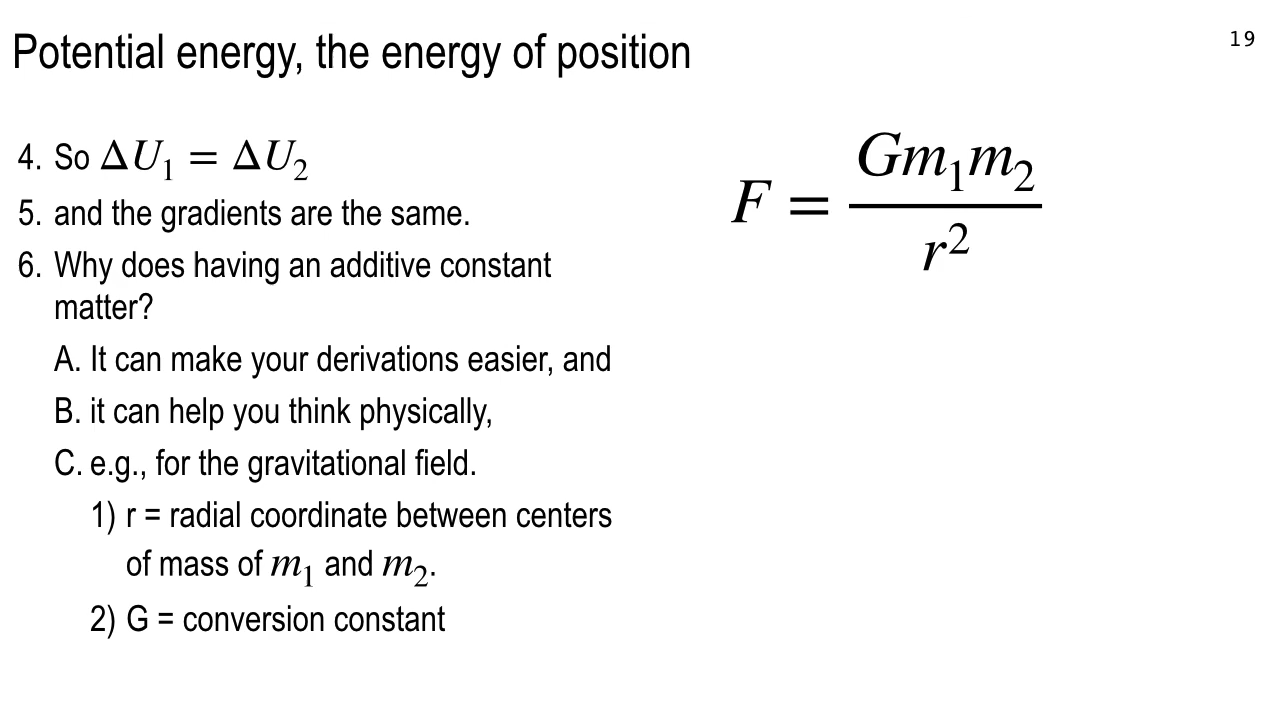 Potential energy, the energy of position
19
4. So ΔU₁ = ΔU₂
5. and the gradients are the same.
6. Why does having an additive constant
matter?
A. It can make your derivations easier, and
B. it can help you think physically,
C. e.g., for the gravitational field.
1) r = radial coordinate between centers
of mass of m₁ and m₂.
2) G = conversion constant
F = Gm₁m₂ / r²